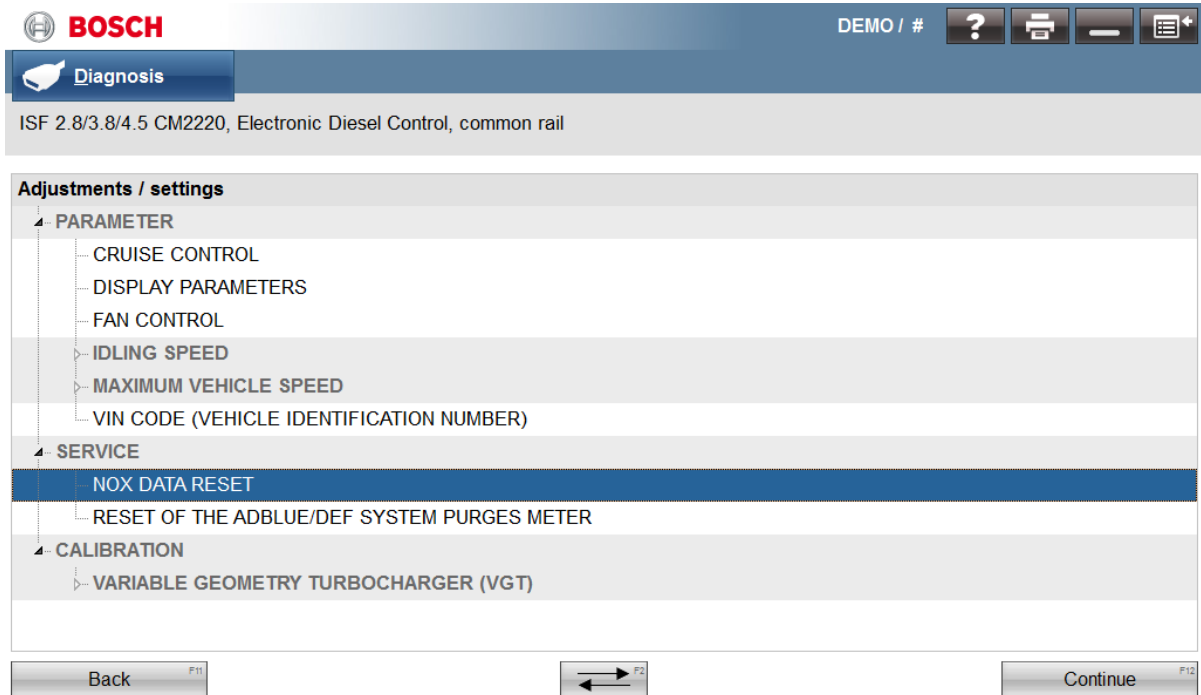 BOSCH
DEMO / #
?
Diagnosis
ISF 2.8/3.8/4.5 CM2220, Electronic Diesel Control, common rail
Adjustments / settings
PARAMETER
CRUISE CONTROL
DISPLAY PARAMETERS
FAN CONTROL
IDLING SPEED
MAXIMUM VEHICLE SPEED
VIN CODE (VEHICLE IDENTIFICATION NUMBER)
SERVICE
NOX DATA RESET
RESET OF THE ADBLUE/DEF SYSTEM PURGES METER
CALIBRATION
VARIABLE GEOMETRY TURBOCHARGER (VGT)
Back F11
F2
Continue F12